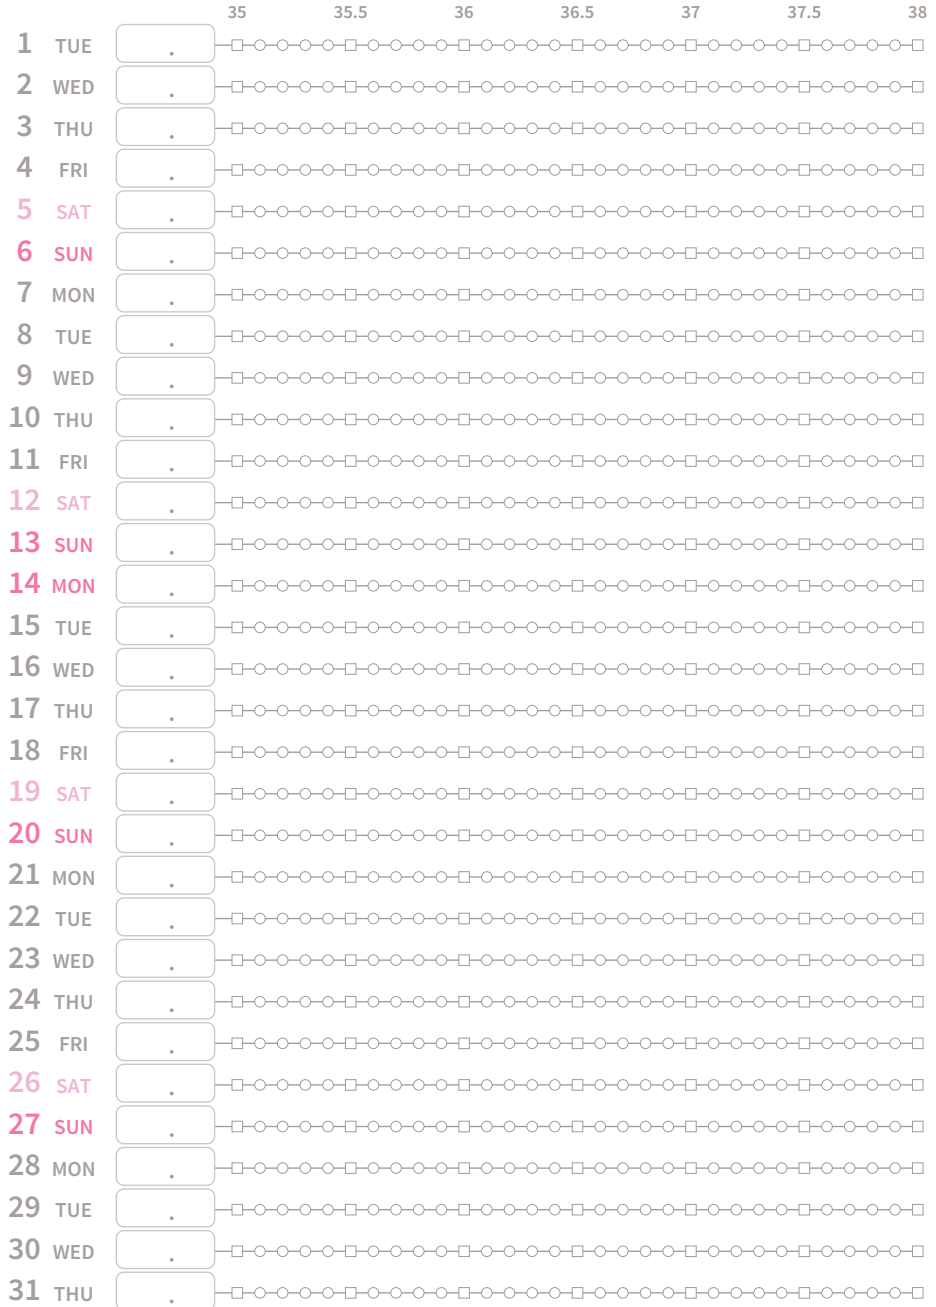 35 35.5 36 36.5 37 37.5 38
1 TUE .
2 WED .
3 THU .
4 FRI .
5 SAT .
6 SUN .
7 MON .
8 TUE .
9 WED .
10 THU .
11 FRI .
12 SAT .
13 SUN .
14 MON .
15 TUE .
16 WED .
17 THU .
18 FRI .
19 SAT .
20 SUN .
21 MON .
22 TUE .
23 WED .
24 THU .
25 FRI .
26 SAT .
27 SUN .
28 MON .
29 TUE .
30 WED .
31 THU .